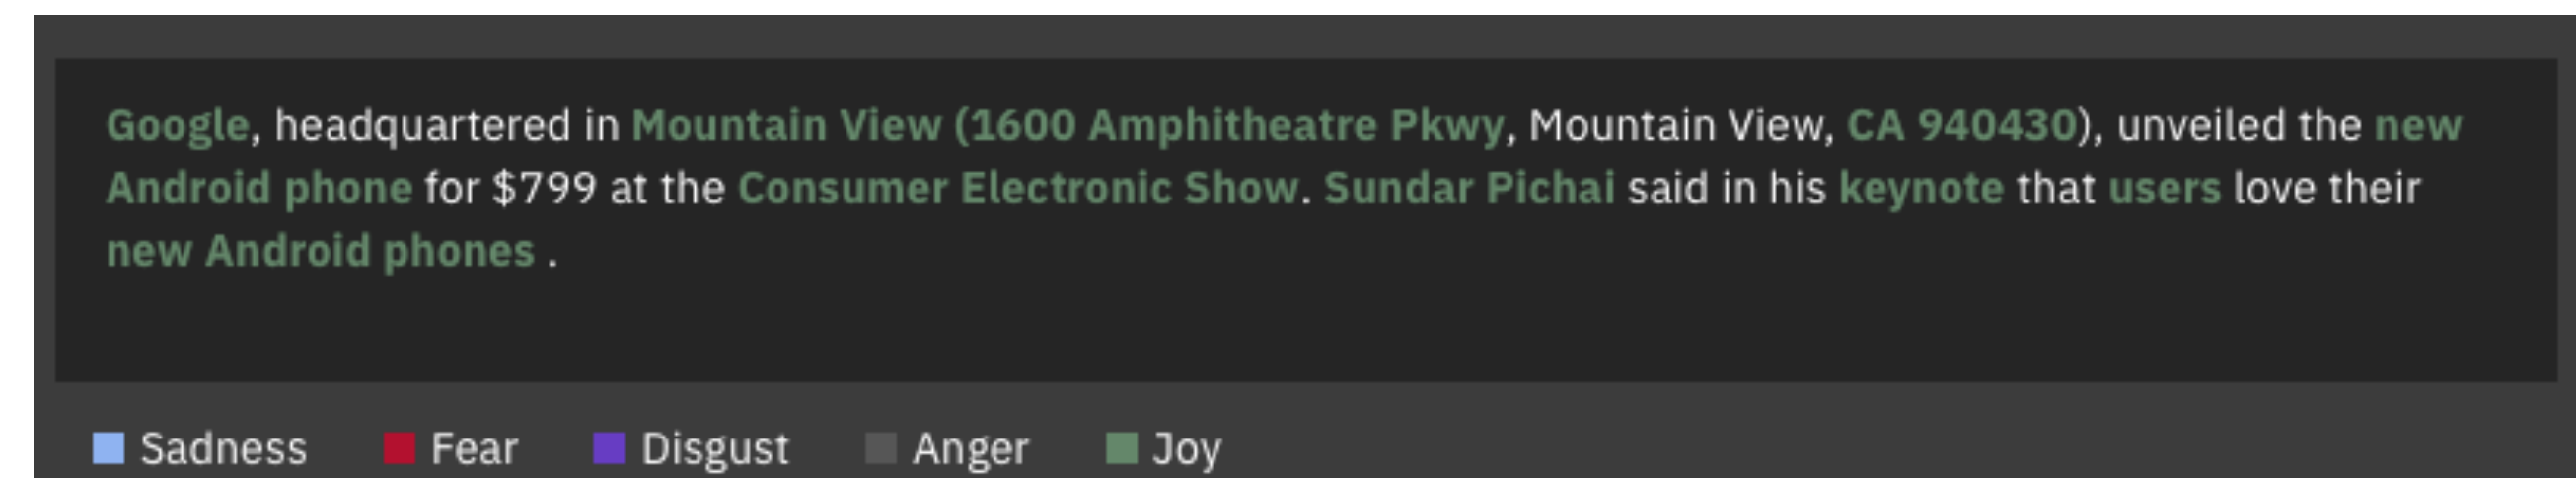 Google, headquartered in Mountain View (1600 Amphitheatre Pkwy, Mountain View, CA 940430), unveiled the new
Android phone for $799 at the Consumer Electronic Show. Sundar Pichai said in his keynote that users love their
new Android phones .
Sadness Fear Disgust Anger Joy